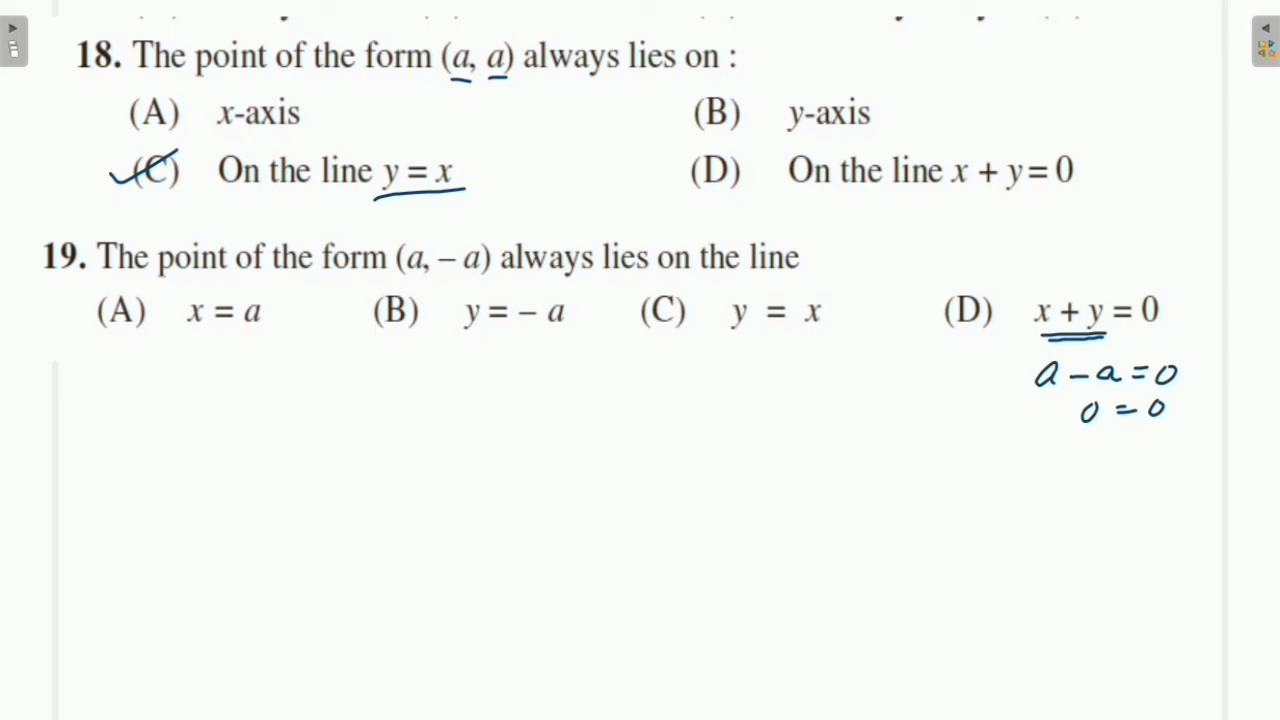 18. The point of the form (a, a) always lies on :
(A) x-axis (B) y-axis
(C) On the line y = x (D) On the line x + y = 0
19. The point of the form (a, – a) always lies on the line
(A) x = a (B) y = – a (C) y = x (D) x + y = 0
a – a = 0
0 = 0